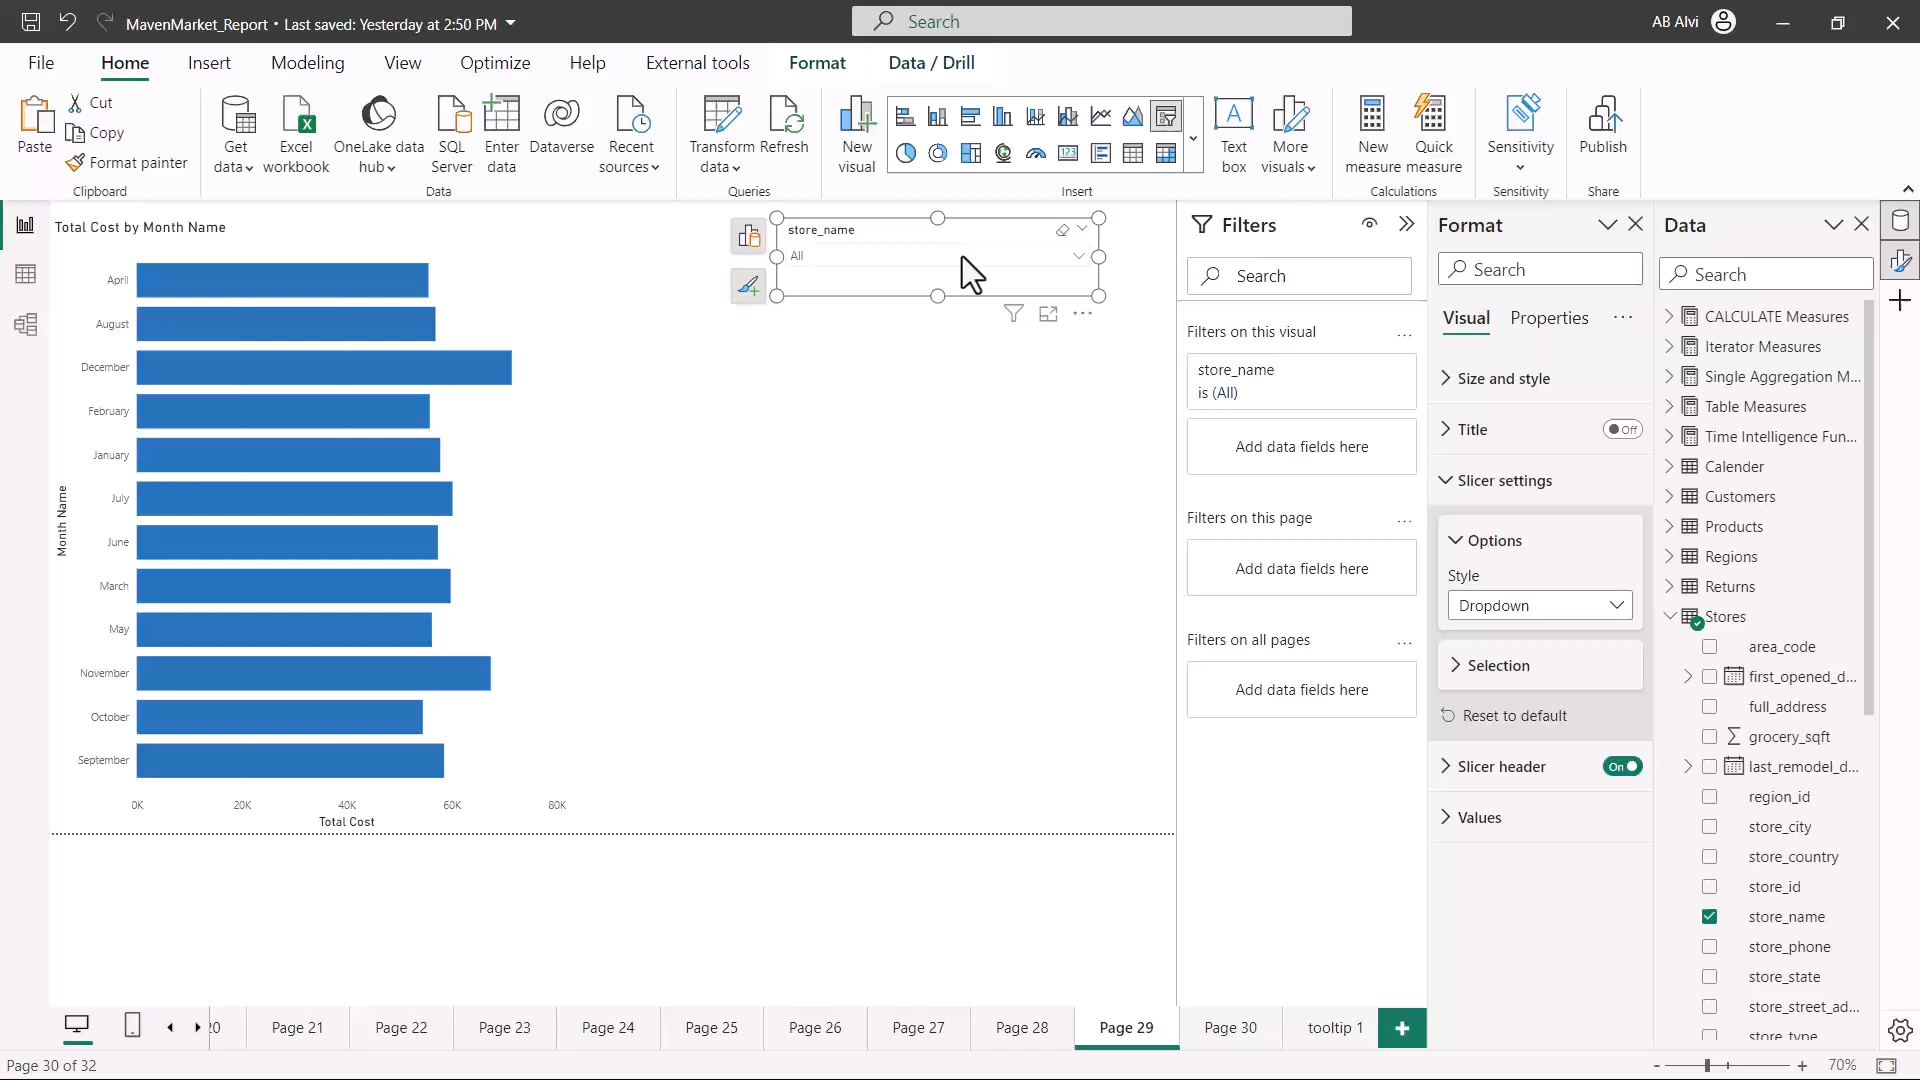 MavenMarket_Report • Last saved: Yesterday at 2:50 PM
Search
AB Alvi
File
Home
Insert
Modeling
View
Optimize
Help
External tools
Format
Data / Drill
Paste
Cut
Copy
Format painter
Clipboard
Get
data
Excel
workbook
OneLake data
hub
SQL
Server
Enter
data
Dataverse
Recent
sources
Data
Transform
data
Refresh
Queries
New
visual
123
A
Text
box
More
visuals
Insert
New
measure
Quick
measure
Calculations
Sensitivity
Sensitivity
Publish
Share
Total Cost by Month Name
Month Name
April
August
December
February
January
July
June
March
May
November
October
September
0K
20K
40K
60K
80K
Total Cost
store_name
All
Filters
Search
Filters on this visual
...
store_name
is (All)
Add data fields here
Filters on this page
...
Add data fields here
Filters on all pages
...
Add data fields here
Format
Search
Visual
Properties
...
Size and style
Title
Off
Slicer settings
Options
Style
Dropdown
Selection
Reset to default
Slicer header
On
Values
Data
Search
CALCULATE Measures
Iterator Measures
Single Aggregation M...
Table Measures
Time Intelligence Fun...
Calender
Customers
Products
Regions
Returns
Stores
area_code
first_opened_d...
full_address
grocery_sqft
last_remodel_d...
region_id
store_city
store_country
store_id
store_name
store_phone
store_state
store_street_ad...
store_type
Page 21
Page 22
Page 23
Page 24
Page 25
Page 26
Page 27
Page 28
Page 29
Page 30
tooltip 1
Page 30 of 32
- + 70%